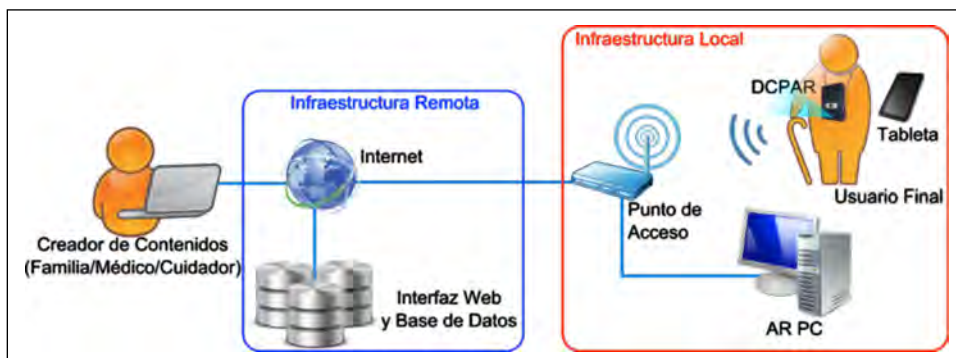 Infraestructura Local
Infraestructura Remota
DCPAR
Tableta
Internet
Usuario Final
Punto de
Acceso
Creador de Contenidos
(Familia/Médico/Cuidador)
Interfaz Web
y Base de Datos
AR PC